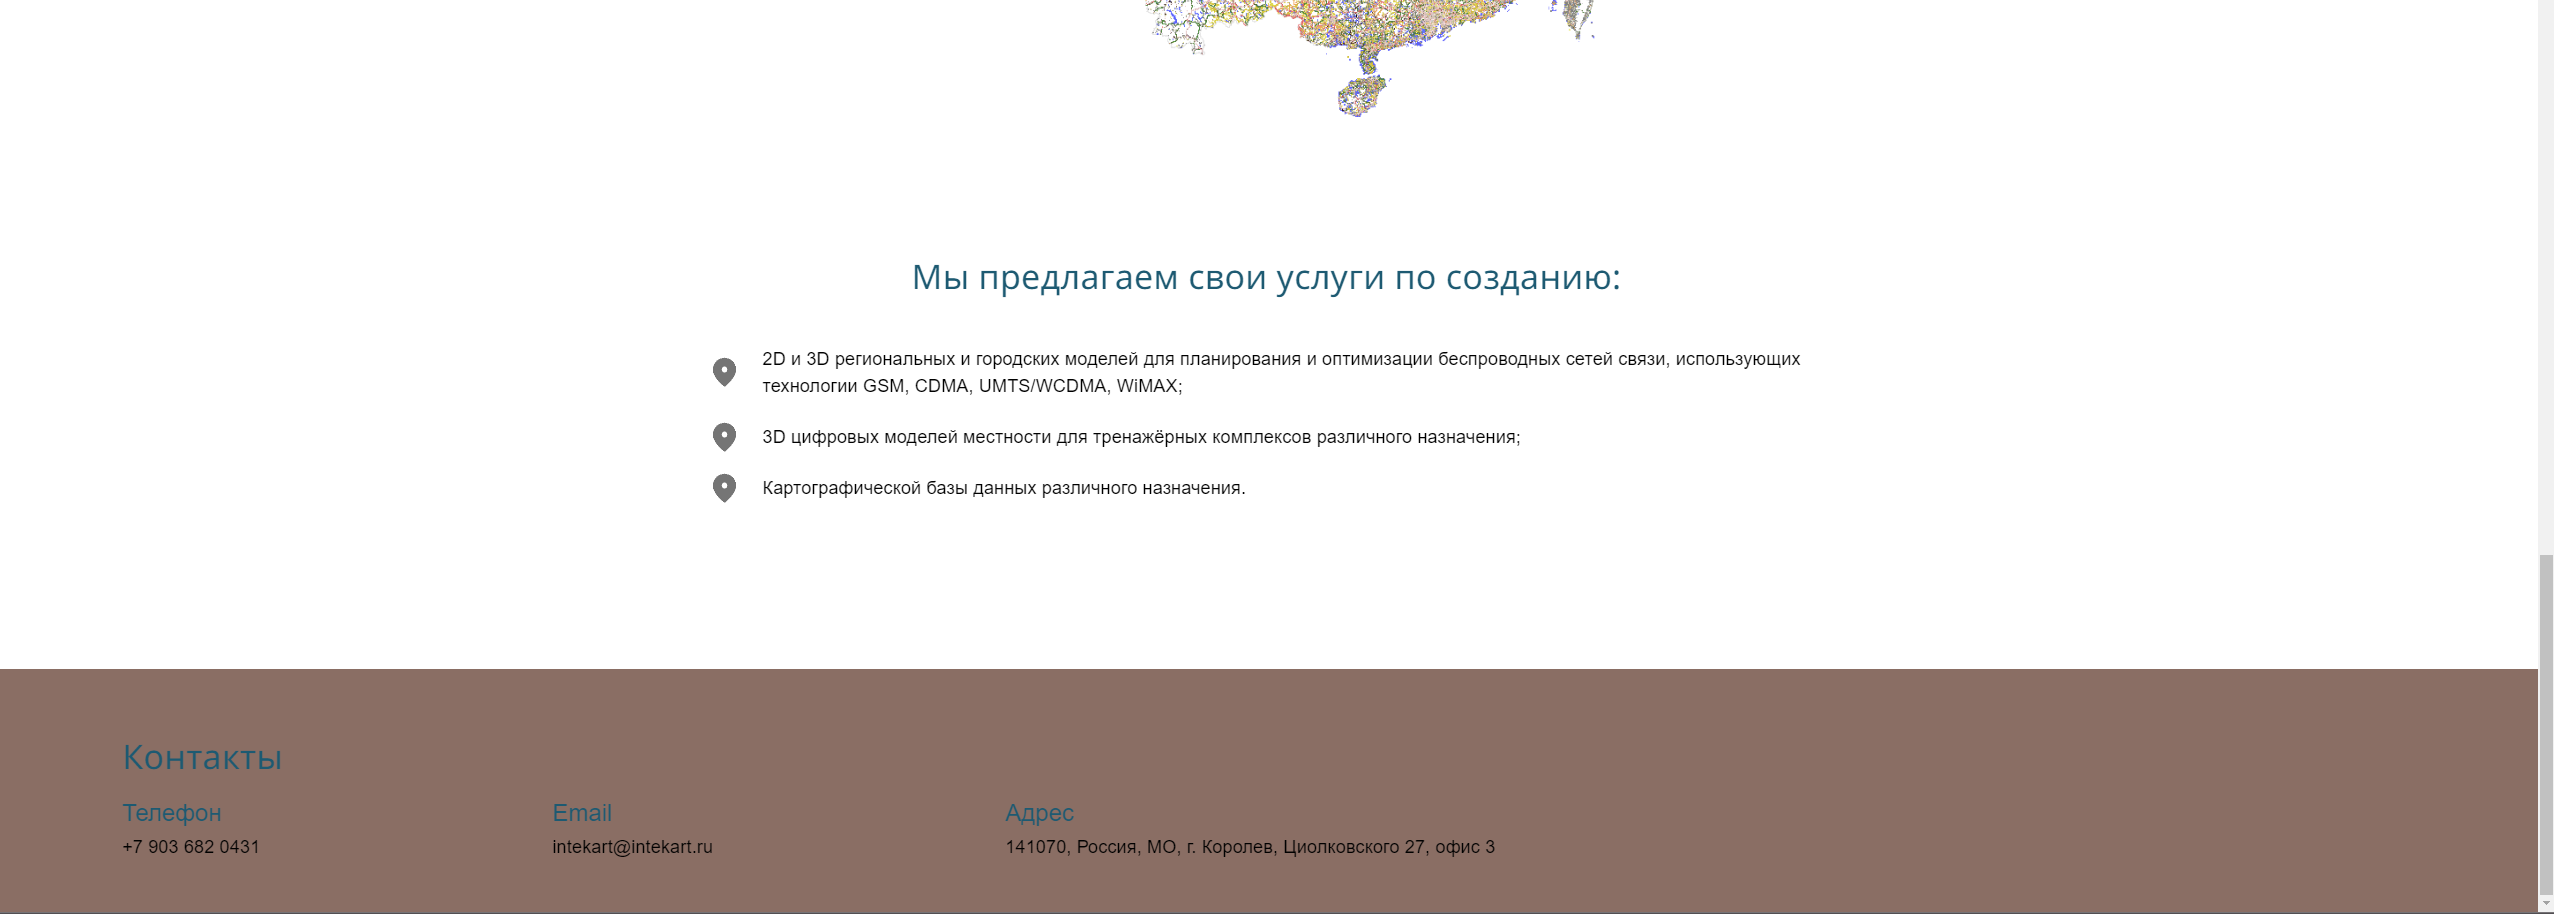 Мы предлагаем свои услуги по созданию:
2D и 3D региональных и городских моделей для планирования и оптимизации беспроводных сетей связи, использующих
технологии GSM, CDMA, UMTS/WCDMA, WiMAX;
3D цифровых моделей местности для тренажёрных комплексов различного назначения;
Картографической базы данных различного назначения.
Контакты
Телефон
+7 903 682 0431
Email
intekart@intekart.ru
Адрес
141070, Россия, МО, г. Королев, Циолковского 27, офис 3